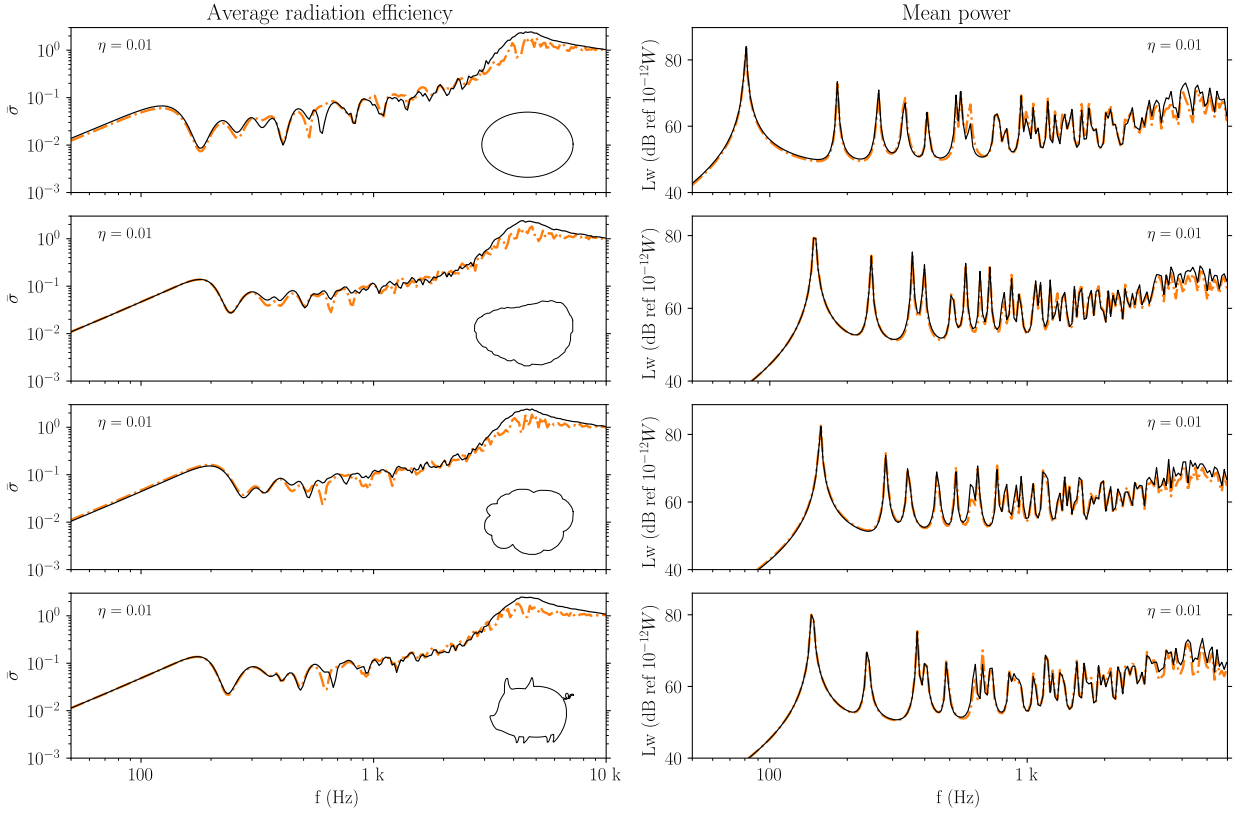 Average radiation efficiency
Mean power
10⁰
10⁻¹
10⁻²
10⁻³
σ̄
η = 0.01
80
60
40
Lw (dB ref 10⁻¹²W)
η = 0.01
10⁰
10⁻¹
10⁻²
10⁻³
σ̄
η = 0.01
80
60
40
Lw (dB ref 10⁻¹²W)
η = 0.01
10⁰
10⁻¹
10⁻²
10⁻³
σ̄
η = 0.01
80
60
40
Lw (dB ref 10⁻¹²W)
η = 0.01
10⁰
10⁻¹
10⁻²
10⁻³
σ̄
η = 0.01
80
60
40
Lw (dB ref 10⁻¹²W)
η = 0.01
100
1 k
10 k
f (Hz)
100
1 k
f (Hz)